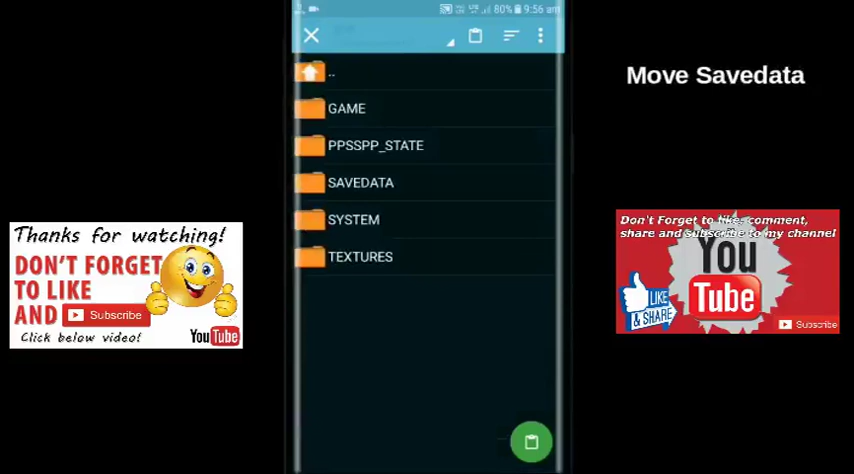 80% 9:56 am
..
GAME
PPSSPP_STATE
SAVEDATA
SYSTEM
TEXTURES
Move Savedata
Thanks for watching!
DON'T FORGET
TO LIKE
AND Subscribe
Click below video! YouTube
Don't Forget to like, comment,
share and Subscribe to my channel
You
Tube
LIKE
& SHARE
Subscribe